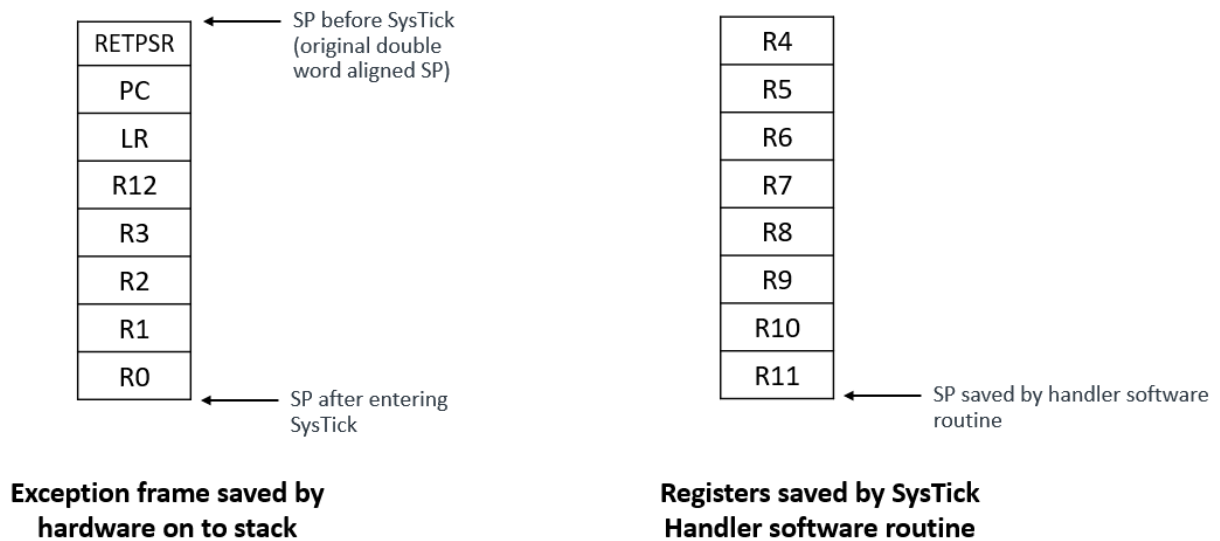 RETPSR
PC
LR
R12
R3
R2
R1
R0
SP before SysTick
(original double
word aligned SP)
SP after entering
SysTick
Exception frame saved by
hardware on to stack
R4
R5
R6
R7
R8
R9
R10
R11
SP saved by handler software
routine
Registers saved by SysTick
Handler software routine